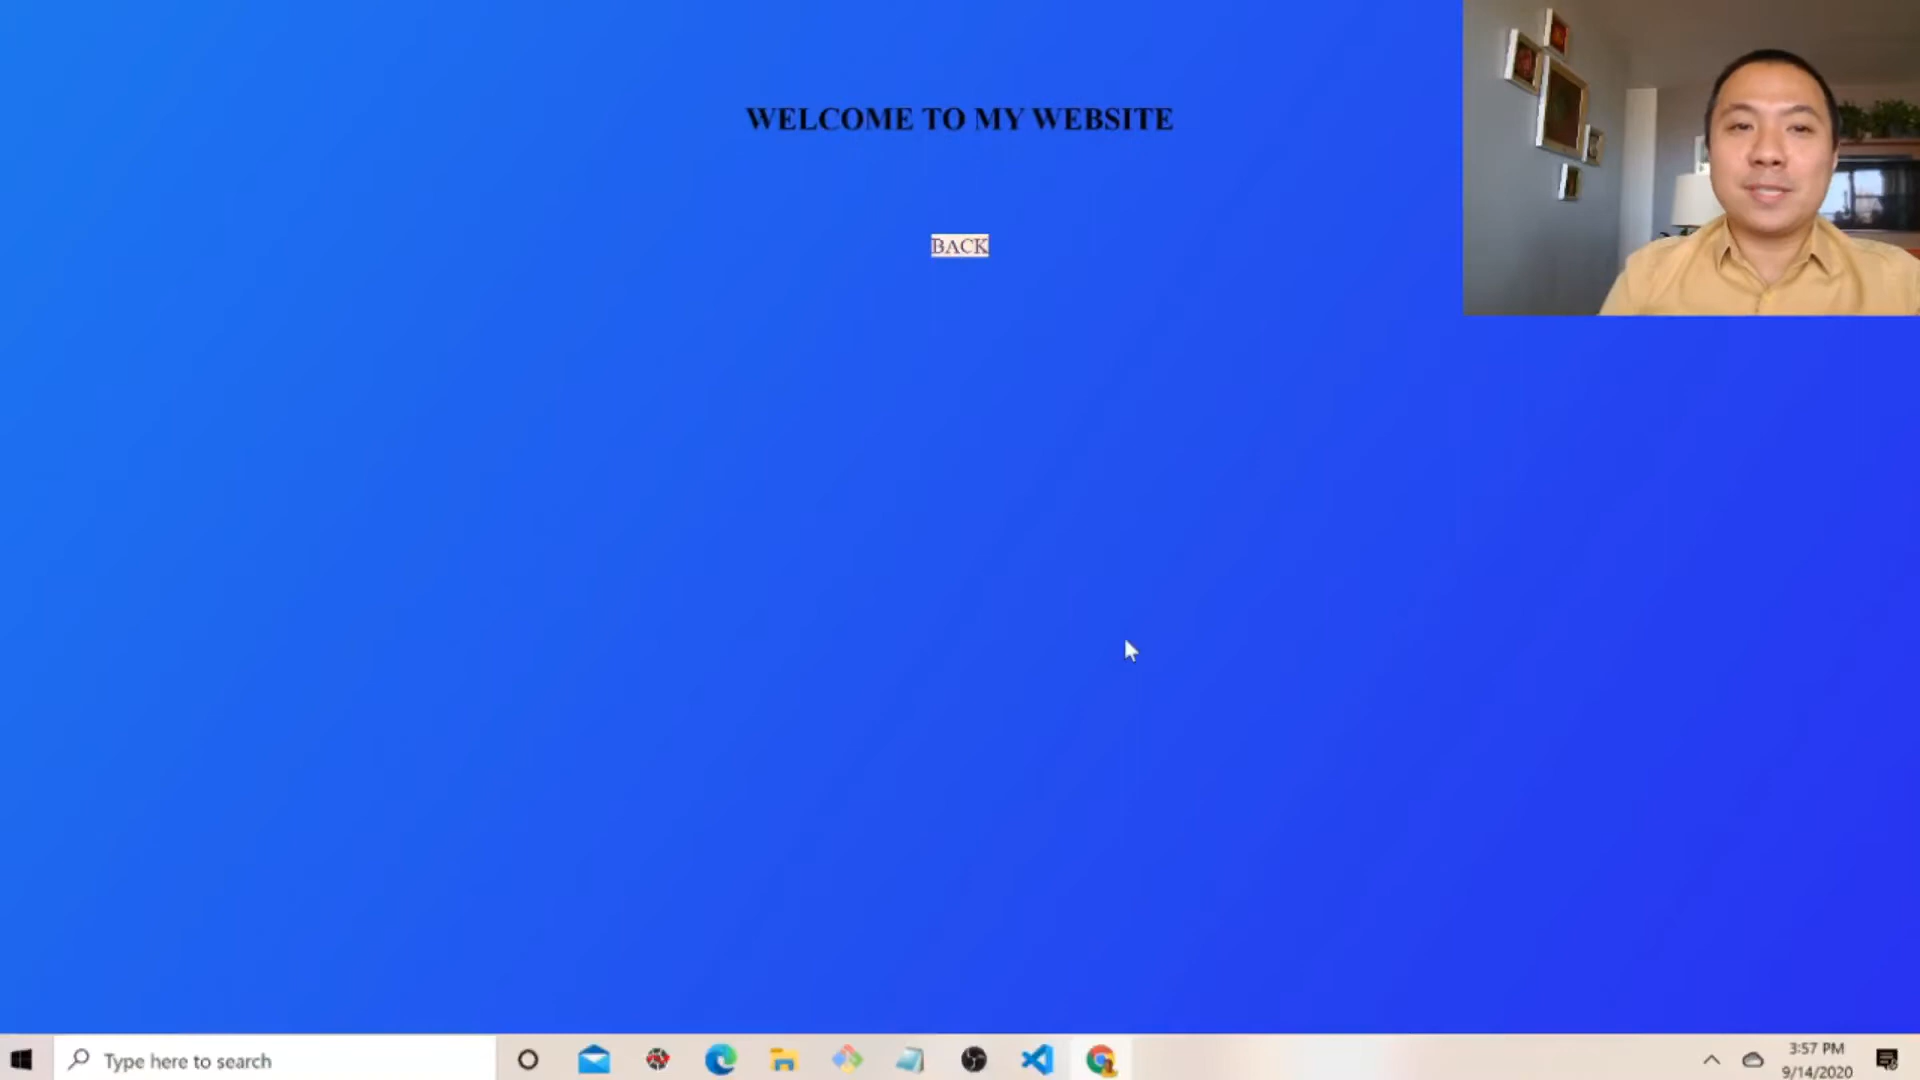 WELCOME TO MY WEBSITE
BACK
Type here to search
3:57 PM
9/14/2020